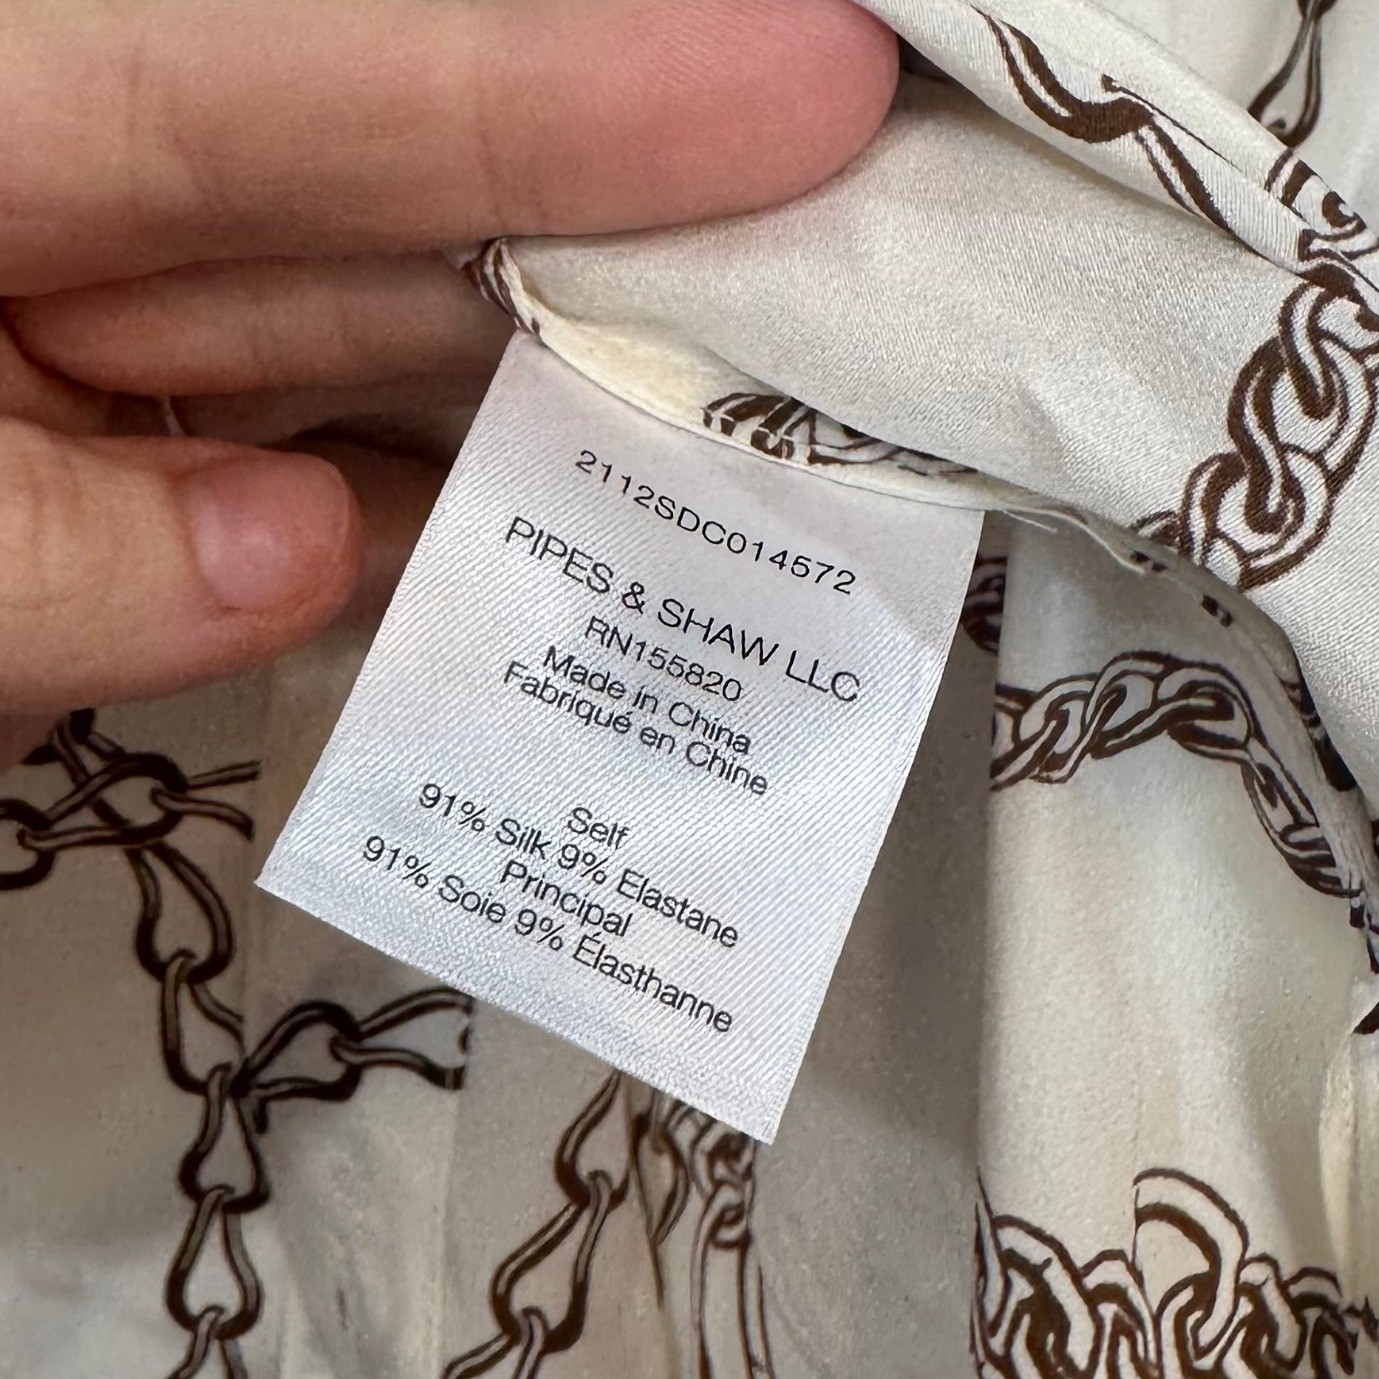 2112SDC014572
PIPES & SHAW LLC
RN155820
Made in China
Fabriqué en Chine
Self
91% Silk 9% Elastane
Principal
91% Soie 9% Élasthanne